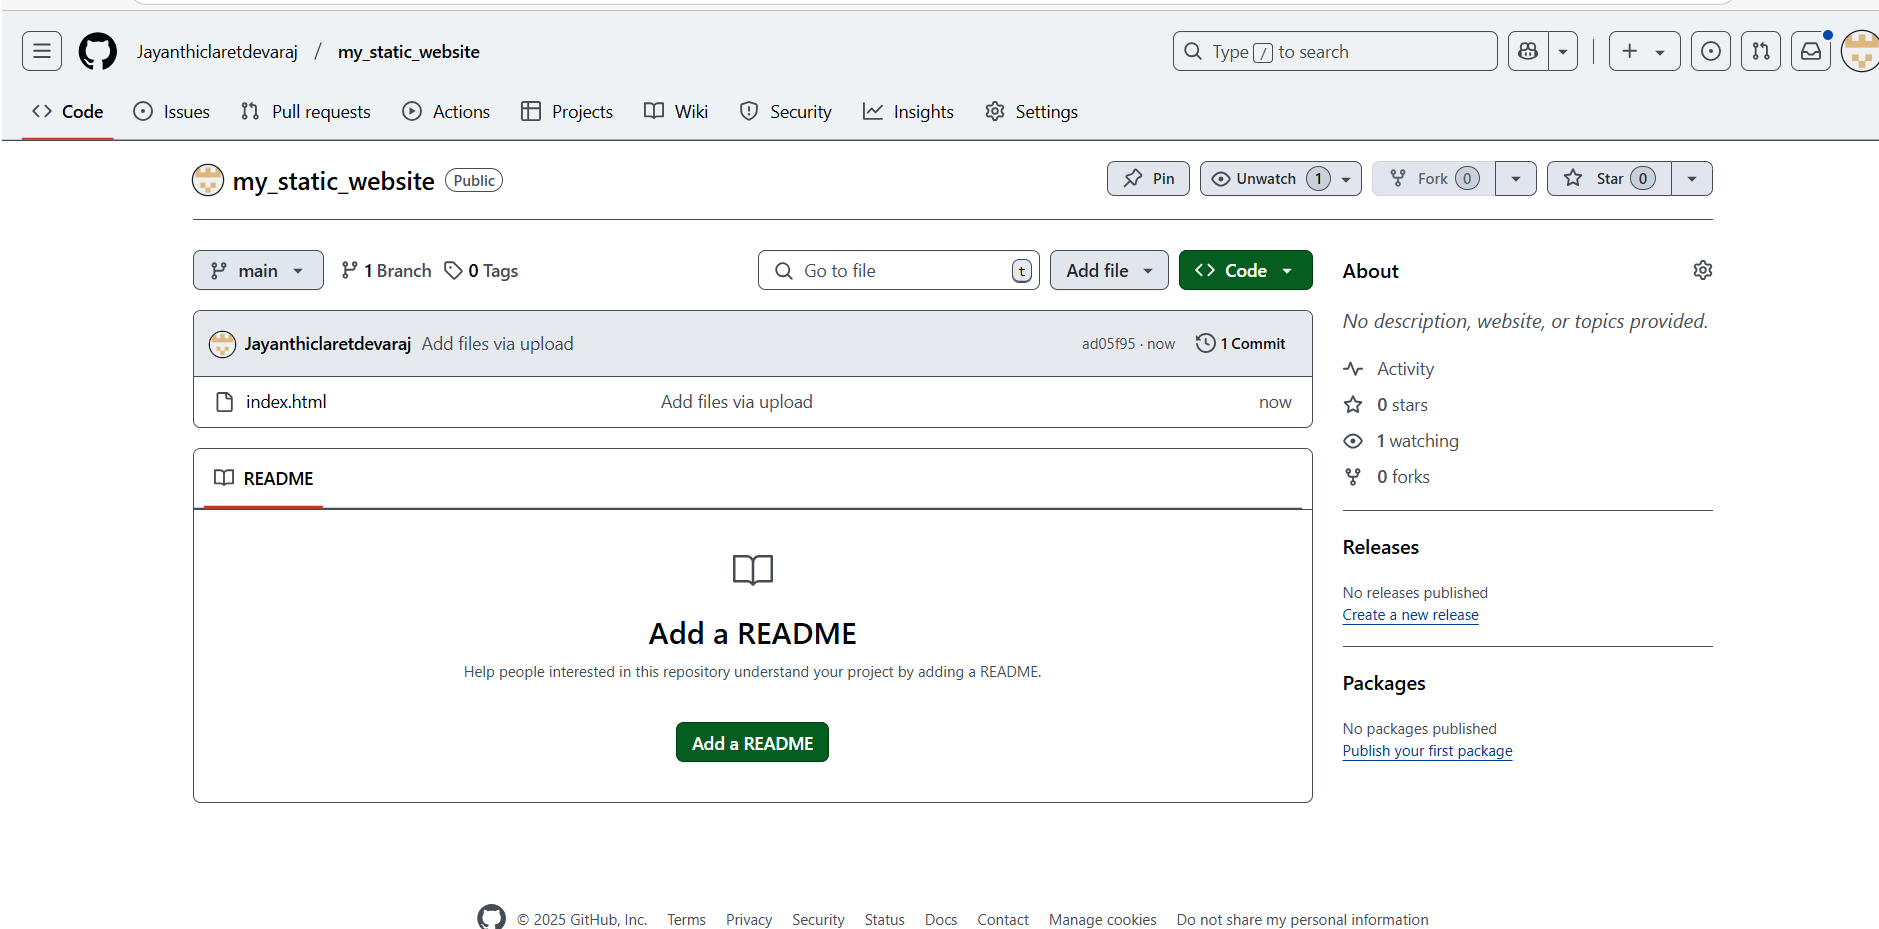 Jayanthiclaretdevaraj / my_static_website
Type / to search
Code Issues Pull requests Actions Projects Wiki Security Insights Settings
my_static_website Public
Pin Unwatch 1 Fork 0 Star 0
main 1 Branch 0 Tags Go to file t Add file Code
Jayanthiclaretdevaraj Add files via upload ad05f95 · now 1 Commit
index.html Add files via upload now
README
Add a README
Help people interested in this repository understand your project by adding a README.
Add a README
About
No description, website, or topics provided.
Activity
0 stars
1 watching
0 forks
Releases
No releases published
Create a new release
Packages
No packages published
Publish your first package
© 2025 GitHub, Inc. Terms Privacy Security Status Docs Contact Manage cookies Do not share my personal information